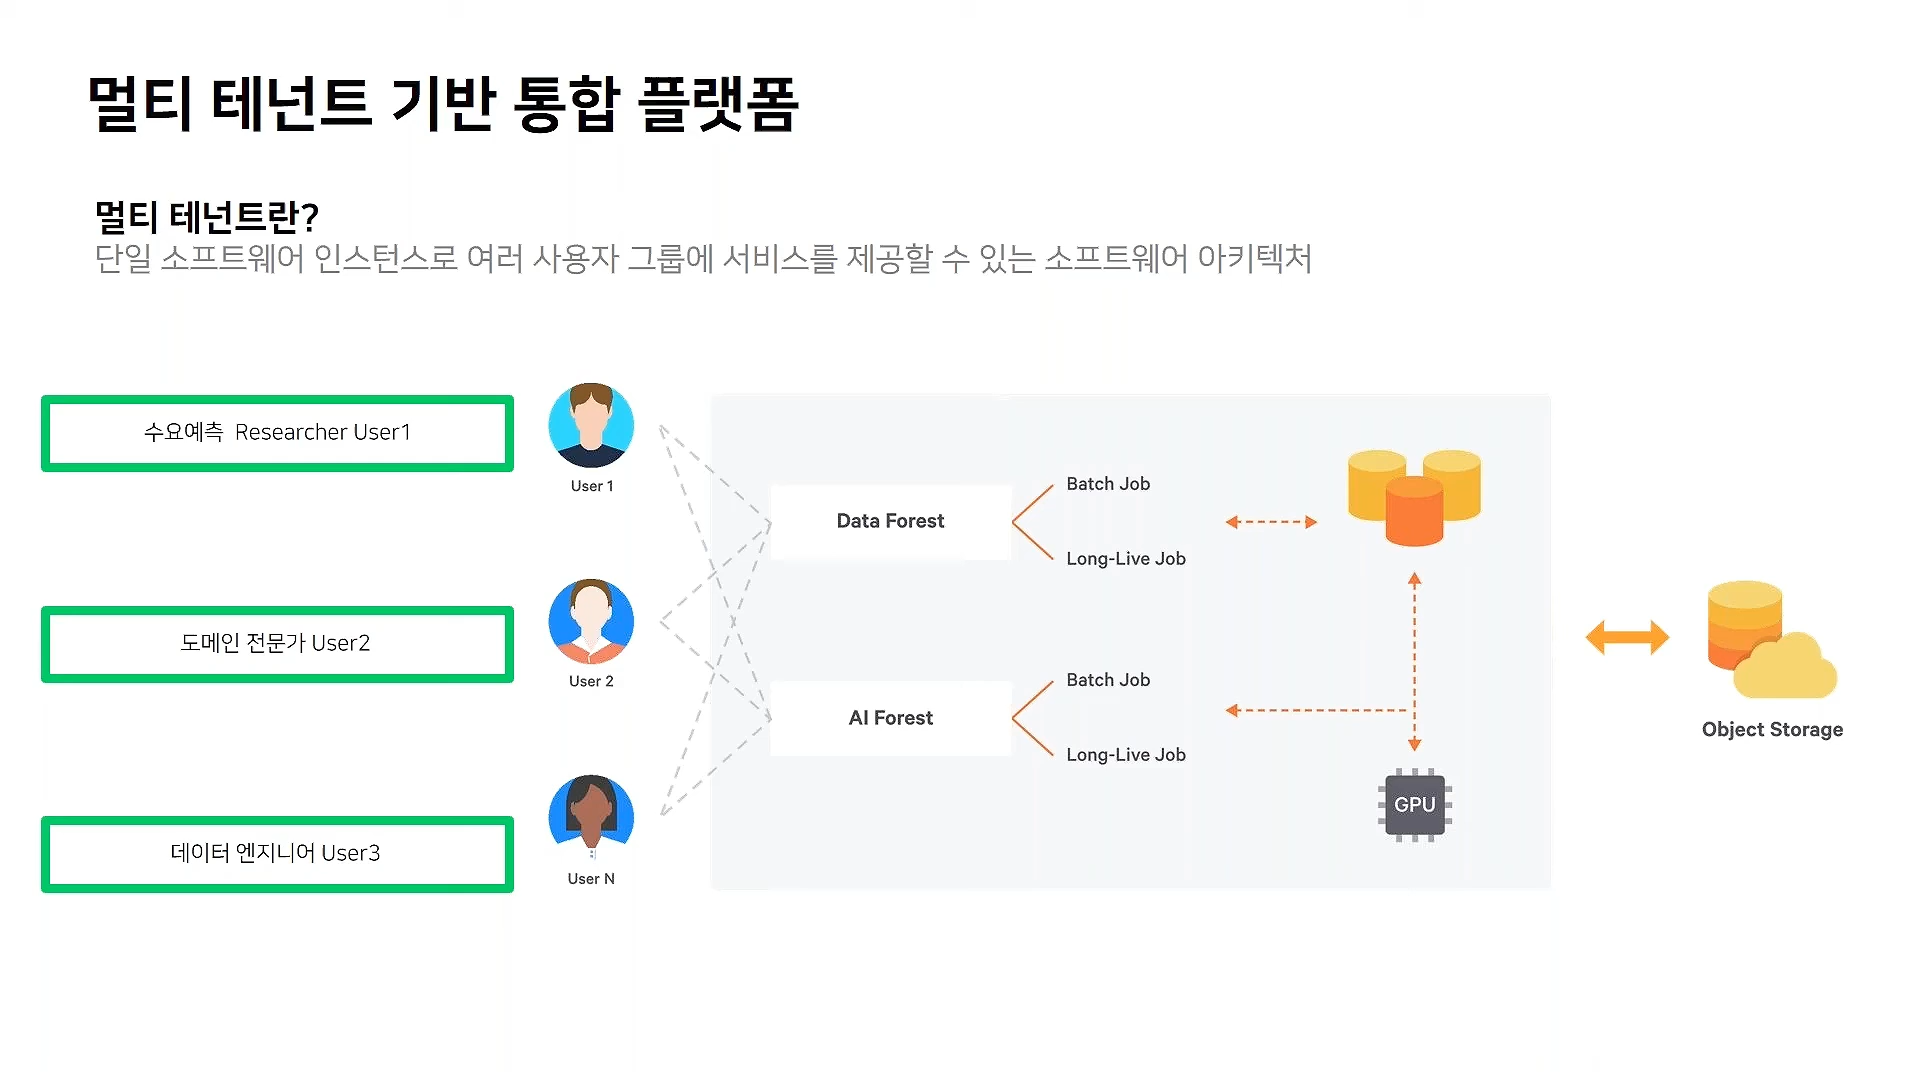 멀티 테넌트 기반 통합 플랫폼
멀티 테넌트란?
단일 소프트웨어 인스턴스로 여러 사용자 그룹에 서비스를 제공할 수 있는 소프트웨어 아키텍처
수요예측 Researcher User1
User 1
도메인 전문가 User2
User 2
데이터 엔지니어 User3
User N
Data Forest
Batch Job
Long-Live Job
AI Forest
Batch Job
Long-Live Job
GPU
Object Storage